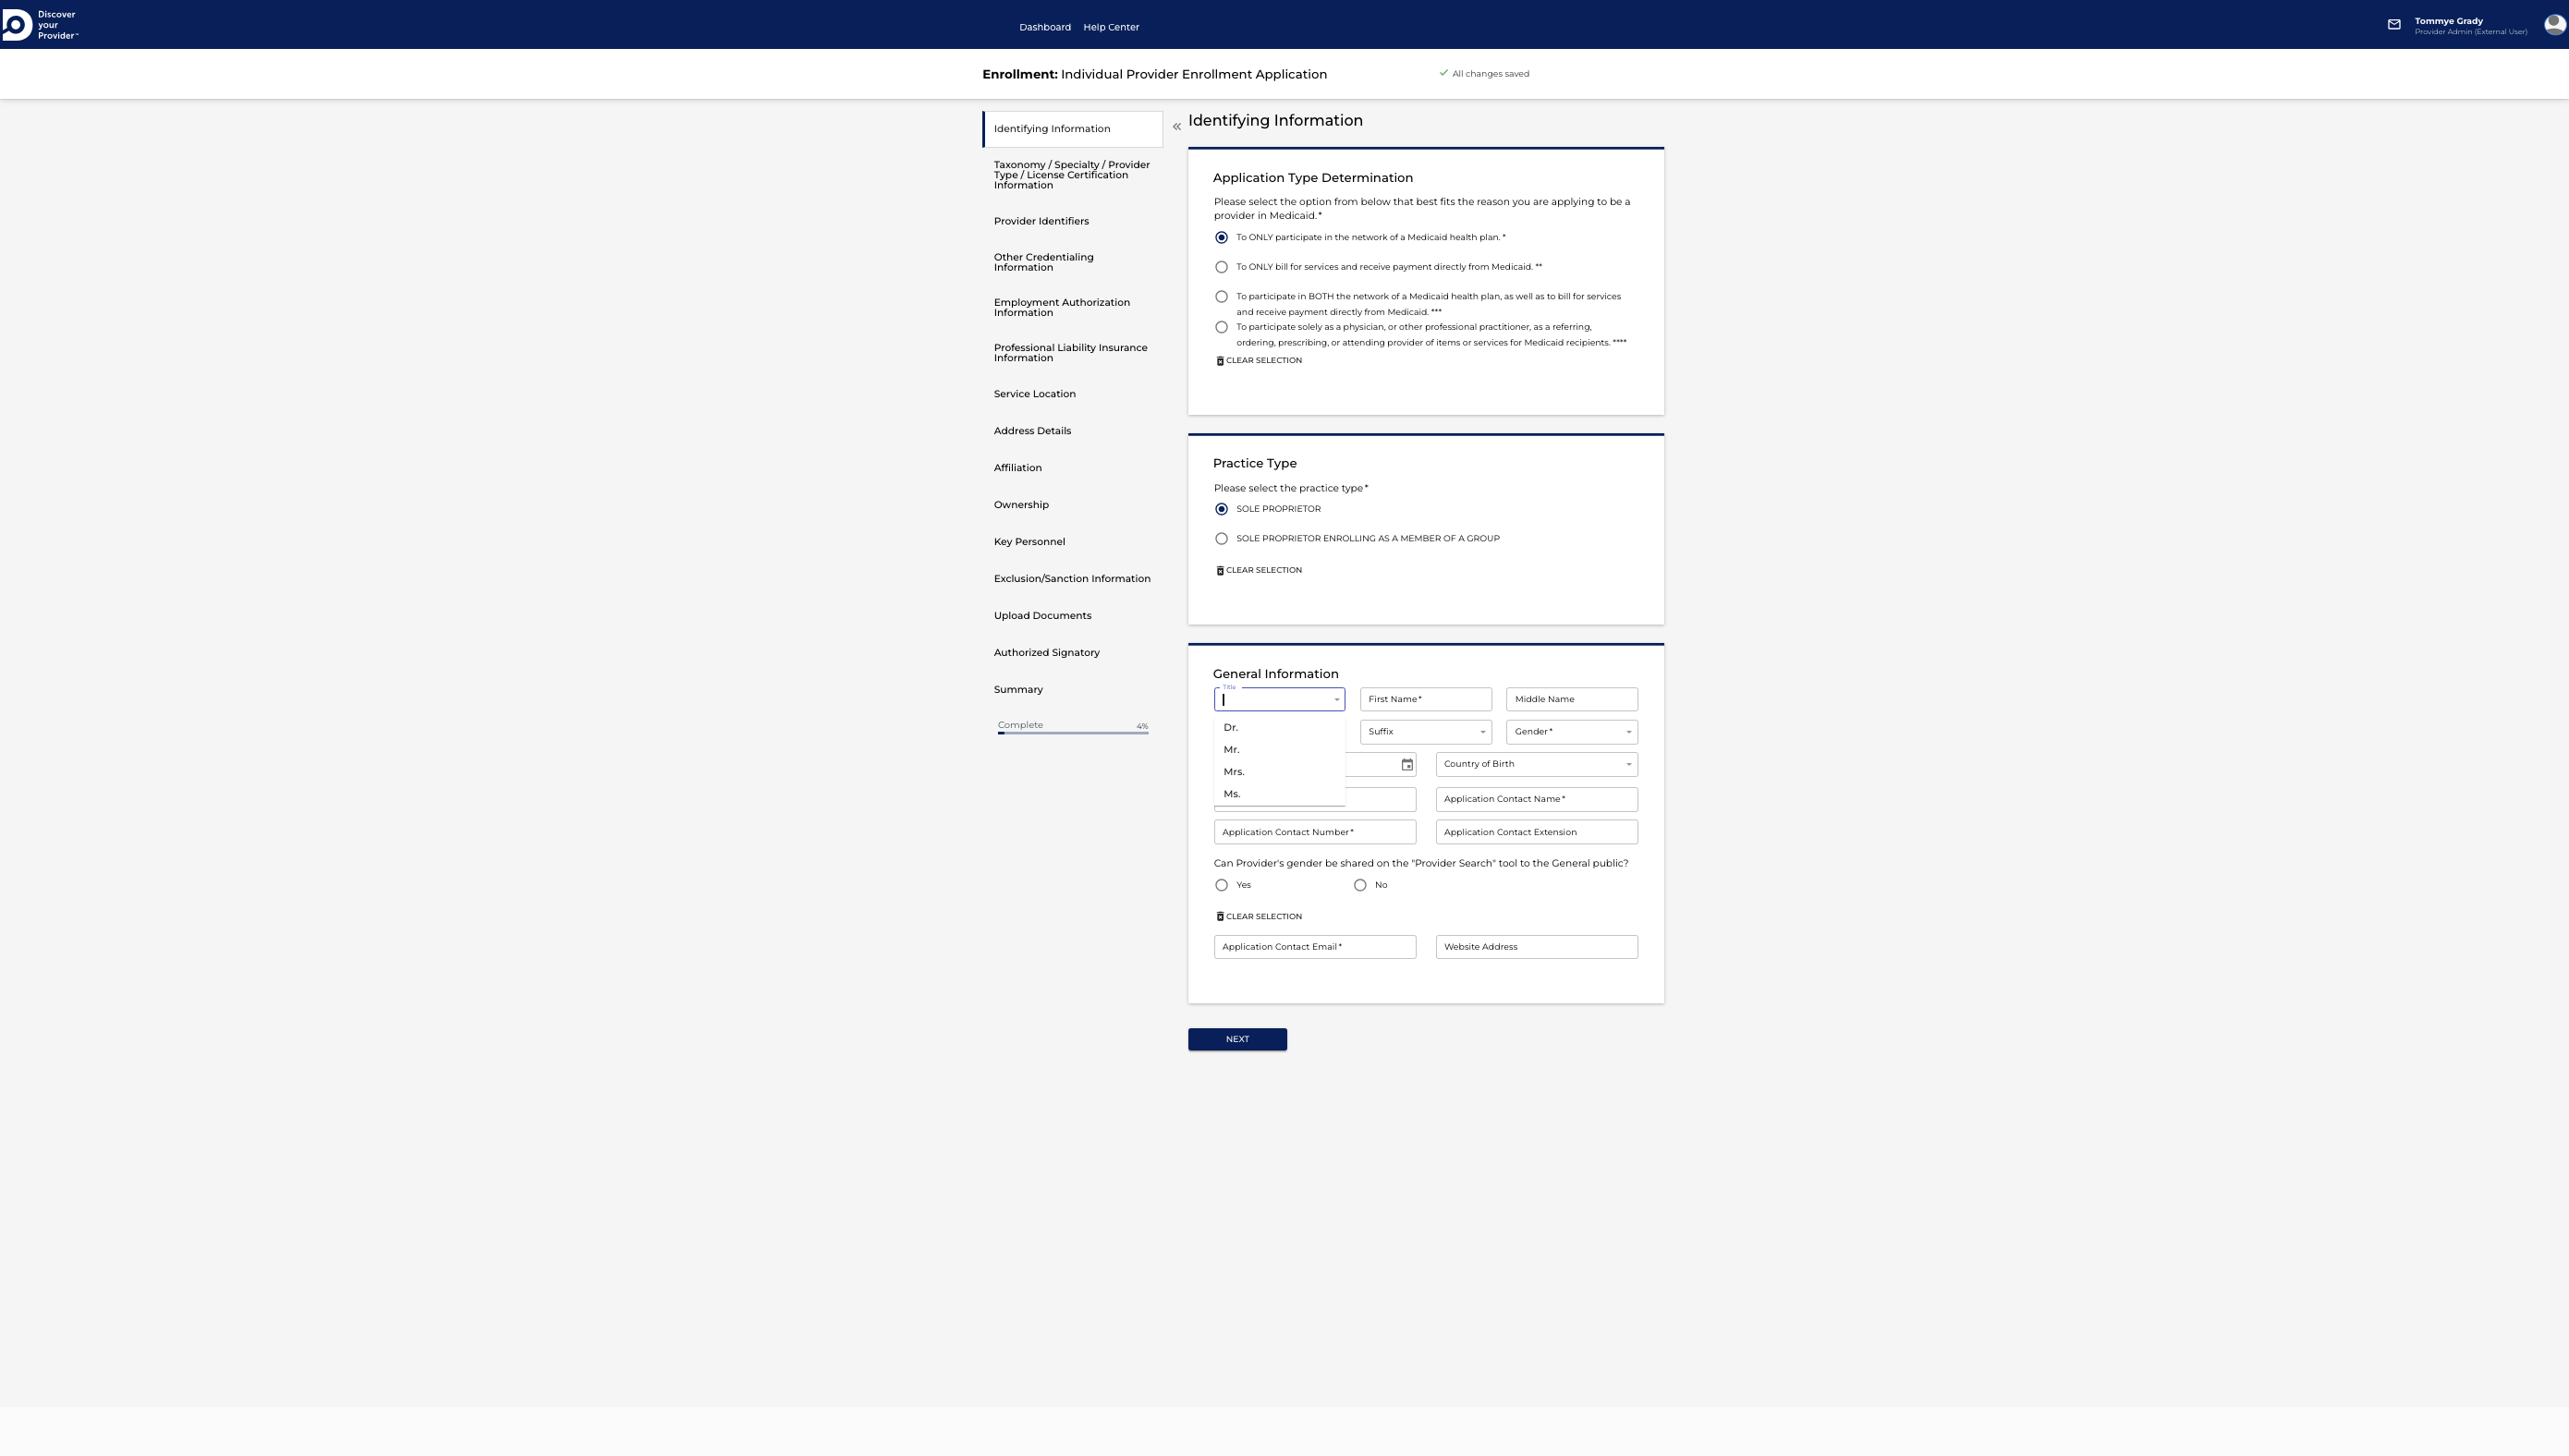 Discover
your
Provider™
Dashboard Help Center
Tommye Grady
Provider Admin (External User)
Enrollment: Individual Provider Enrollment Application
All changes saved
Identifying Information
Taxonomy / Specialty / Provider
Type / License Certification
Information
Provider Identifiers
Other Credentialing
Information
Employment Authorization
Information
Professional Liability Insurance
Information
Service Location
Address Details
Affiliation
Ownership
Key Personnel
Exclusion/Sanction Information
Upload Documents
Authorized Signatory
Summary
Complete 4%
Identifying Information
Application Type Determination
Please select the option from below that best fits the reason you are applying to be a
provider in Medicaid.*
To ONLY participate in the network of a Medicaid health plan. *
To ONLY bill for services and receive payment directly from Medicaid. **
To participate in BOTH the network of a Medicaid health plan, as well as to bill for services
and receive payment directly from Medicaid. ***
To participate solely as a physician, or other professional practitioner, as a referring,
ordering, prescribing, or attending provider of items or services for Medicaid recipients. ****
CLEAR SELECTION
Practice Type
Please select the practice type*
SOLE PROPRIETOR
SOLE PROPRIETOR ENROLLING AS A MEMBER OF A GROUP
CLEAR SELECTION
General Information
Title
First Name* Middle Name
Dr.
Suffix Gender*
Mr.
Country of Birth
Mrs.
Ms.
Application Contact Name*
Application Contact Number* Application Contact Extension
Can Provider's gender be shared on the "Provider Search" tool to the General public?
Yes No
CLEAR SELECTION
Application Contact Email* Website Address
NEXT